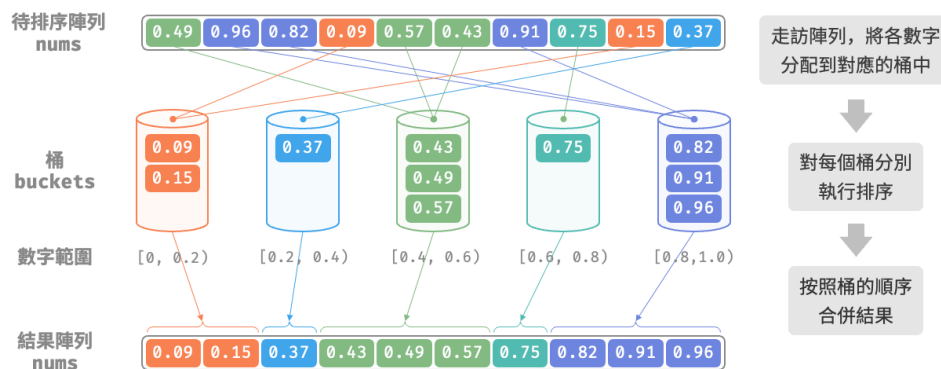 待排序陣列
nums
0.49 0.96 0.82 0.09 0.57 0.43 0.91 0.75 0.15 0.37
走訪陣列，將各數字
分配到對應的桶中
桶
buckets
0.09
0.15
0.37
0.43
0.49
0.57
0.75
0.82
0.91
0.96
對每個桶分別
執行排序
數字範圍
[0, 0.2) [0.2, 0.4) [0.4, 0.6) [0.6, 0.8) [0.8,1.0)
按照桶的順序
合併結果
結果陣列
nums
0.09 0.15 0.37 0.43 0.49 0.57 0.75 0.82 0.91 0.96